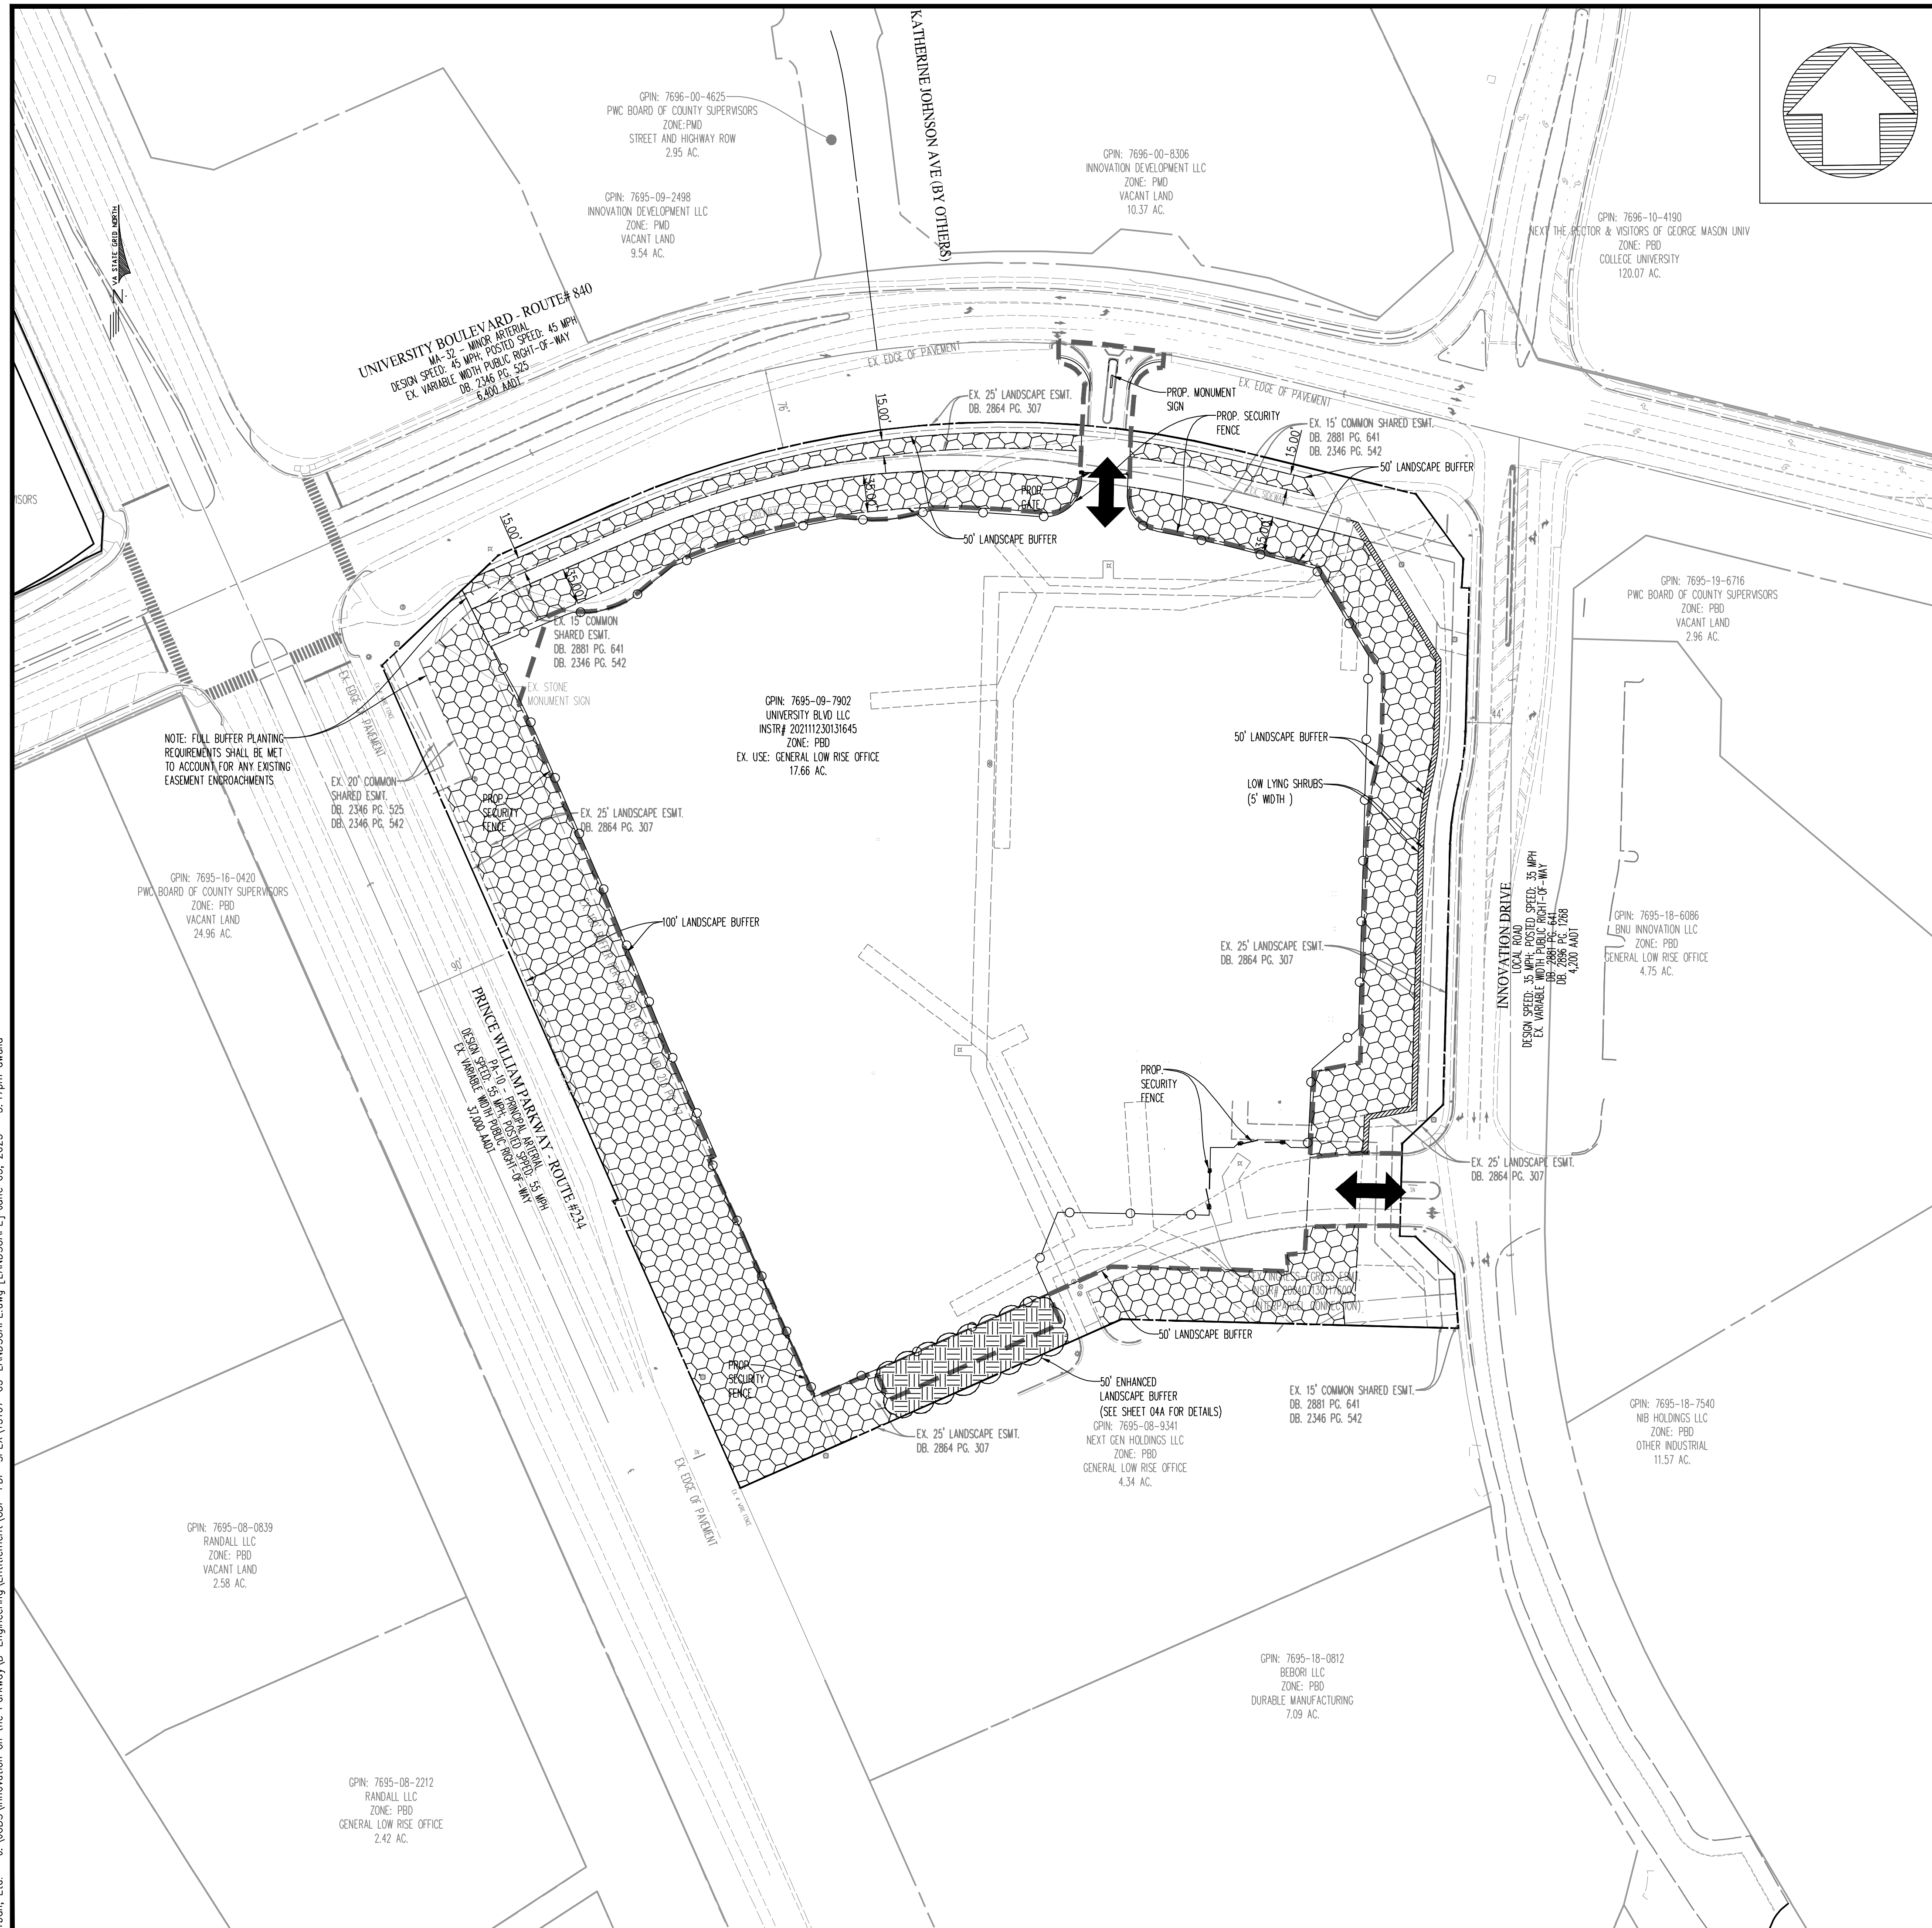 KATHERINE JOHNSON AVE (BY OTHERS)
GPIN: 7696-00-4625
PWC BOARD OF COUNTY SUPERVISORS
ZONE:PMD
STREET AND HIGHWAY ROW
2.95 AC.
GPIN: 7696-00-8306
INNOVATION DEVELOPMENT LLC
ZONE: PMD
VACANT LAND
10.37 AC.
GPIN: 7695-09-2498
INNOVATION DEVELOPMENT LLC
ZONE: PMD
VACANT LAND
9.54 AC.
GPIN: 7696-10-4190
NEXT THE RECTOR & VISITORS OF GEORGE MASON UNIV
ZONE: PBD
COLLEGE UNIVERSITY
120.07 AC.
VA STATE GRID NORTH
N
UNIVERSITY BOULEVARD - ROUTE# 840
MA-32 - MINOR ARTERIAL
DESIGN SPEED: 45 MPH; POSTED SPEED: 45 MPH
EX. VARIABLE WIDTH PUBLIC RIGHT-OF-WAY
DB. 2346 PG. 525
6,400 AADT
EX. EDGE OF PAVEMENT
76'
15.00'
EX. 25' LANDSCAPE ESMT.
DB. 2864 PG. 307
PROP. MONUMENT
SIGN
EX. EDGE OF PAVEMENT
PROP. SECURITY
FENCE
EX. 15' COMMON SHARED ESMT.
DB. 2881 PG. 641
DB. 2346 PG. 542
15.00'
50' LANDSCAPE BUFFER
ISORS
35.00'
PROP.
GATE
15.00'
35.00'
50' LANDSCAPE BUFFER
35.00'
GPIN: 7695-19-6716
PWC BOARD OF COUNTY SUPERVISORS
ZONE: PBD
VACANT LAND
2.96 AC.
EX. 15' COMMON
SHARED ESMT.
DB. 2881 PG. 641
DB. 2346 PG. 542
EX. STONE
MONUMENT SIGN
EX. EDGE OF PAVEMENT
GPIN: 7695-09-7902
UNIVERSITY BLVD LLC
INSTR# 202111230131645
ZONE: PBD
EX. USE: GENERAL LOW RISE OFFICE
17.66 AC.
44'
NOTE: FULL BUFFER PLANTING
REQUIREMENTS SHALL BE MET
TO ACCOUNT FOR ANY EXISTING
EASEMENT ENCROACHMENTS
50' LANDSCAPE BUFFER
EX. 20' COMMON
SHARED ESMT.
DB. 2346 PG. 525
DB. 2346 PG. 542
PROP.
SECURITY
FENCE
EX. 25' LANDSCAPE ESMT.
DB. 2864 PG. 307
LOW LYING SHRUBS
(5' WIDTH )
GPIN: 7695-16-0420
PWC BOARD OF COUNTY SUPERVISORS
ZONE: PBD
VACANT LAND
24.96 AC.
100' LANDSCAPE BUFFER
INNOVATION DRIVE
LOCAL ROAD
DESIGN SPEED: 35 MPH; POSTED SPEED: 35 MPH
EX. VARIABLE WIDTH PUBLIC RIGHT-OF-WAY
DB. 2881 PG. 641
DB. 2896 PG. 1268
4,200 AADT
GPIN: 7695-18-6086
BNU INNOVATION LLC
ZONE: PBD
GENERAL LOW RISE OFFICE
4.75 AC.
EX. 25' LANDSCAPE ESMT.
DB. 2864 PG. 307
PRINCE WILLIAM PARKWAY - ROUTE #234
PA-10 - PRINCIPAL ARTERIAL
DESIGN SPEED: 55 MPH; POSTED SPPED: 55 MPH
EX. VARIABLE WIDTH PUBLIC RIGHT-OF-WAY
37,000 AADT
PROP.
SECURITY
FENCE
EX. 25' LANDSCAPE ESMT.
DB. 2864 PG. 307
(INTERPARCEL CONNECTION)
50' LANDSCAPE BUFFER
PROP.
SECURITY
FENCE
50' ENHANCED
LANDSCAPE BUFFER
(SEE SHEET 04A FOR DETAILS)
EX. 15' COMMON SHARED ESMT.
DB. 2881 PG. 641
DB. 2346 PG. 542
GPIN: 7695-08-9341
NEXT GEN HOLDINGS LLC
ZONE: PBD
GENERAL LOW RISE OFFICE
4.34 AC.
GPIN: 7695-18-7540
NIB HOLDINGS LLC
ZONE: PBD
OTHER INDUSTRIAL
11.57 AC.
EX. 25' LANDSCAPE ESMT.
DB. 2864 PG. 307
EX. EDGE OF PAVEMENT
GPIN: 7695-08-0839
RANDALL LLC
ZONE: PBD
VACANT LAND
2.58 AC.
GPIN: 7695-18-0812
BEBORI LLC
ZONE: PBD
DURABLE MANUFACTURING
7.09 AC.
GPIN: 7695-08-2212
RANDALL LLC
ZONE: PBD
GENERAL LOW RISE OFFICE
2.42 AC.